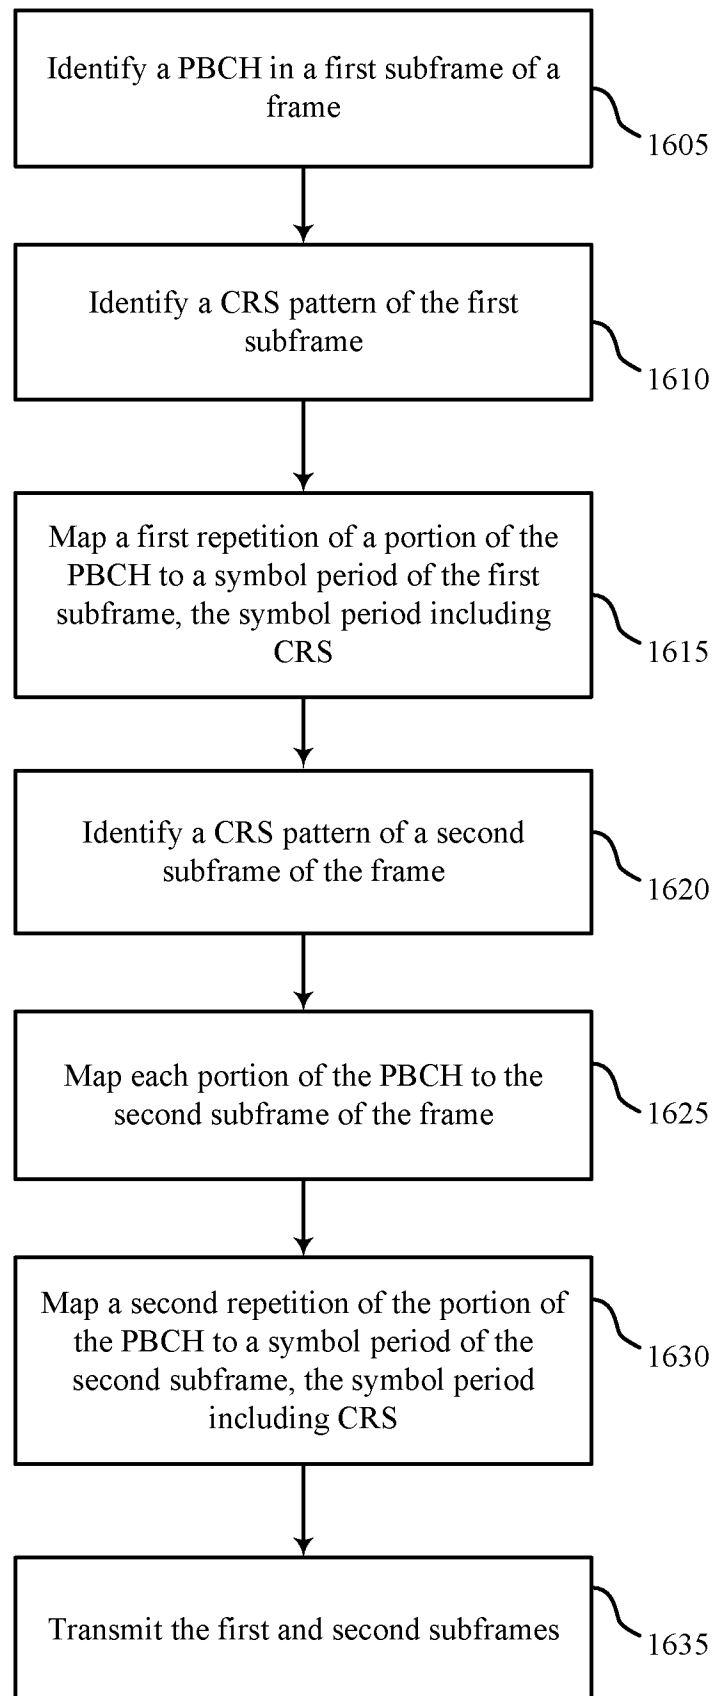 Identify a PBCH in a first subframe of a
frame
1605
Identify a CRS pattern of the first
subframe
1610
Map a first repetition of a portion of the
PBCH to a symbol period of the first
subframe, the symbol period including
CRS
1615
Identify a CRS pattern of a second
subframe of the frame
1620
Map each portion of the PBCH to the
second subframe of the frame
1625
Map a second repetition of the portion of
the PBCH to a symbol period of the
second subframe, the symbol period
including CRS
1630
Transmit the first and second subframes
1635